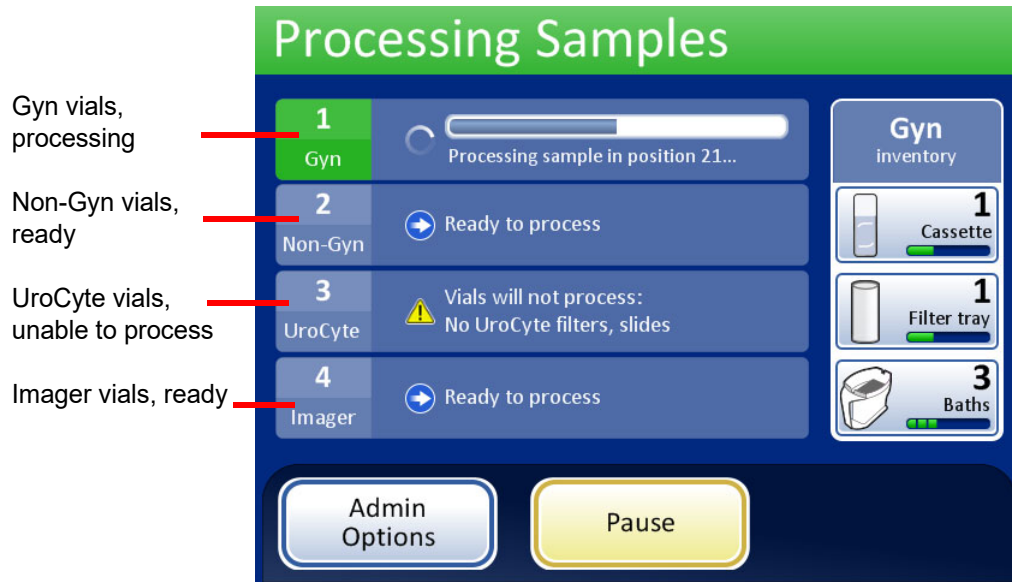 Processing Samples
Gyn vials,
processing
1
Gyn
Processing sample in position 21...
Non-Gyn vials,
ready
2
Non-Gyn
Ready to process
UroCyte vials,
unable to process
3
UroCyte
Vials will not process:
No UroCyte filters, slides
Imager vials, ready
4
Imager
Ready to process
Gyn
inventory
1
Cassette
1
Filter tray
3
Baths
Admin
Options
Pause